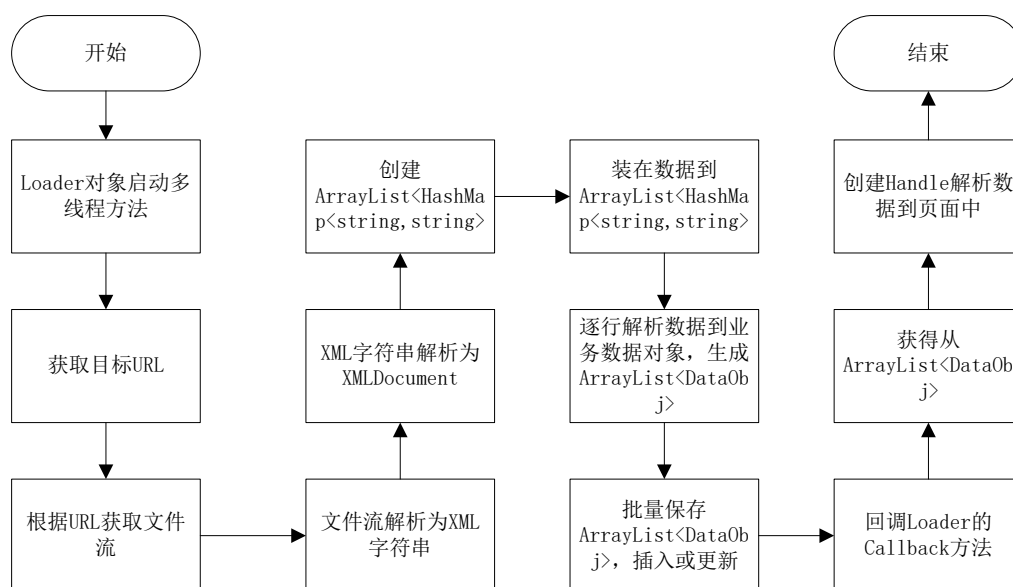 开始
Loader对象启动多
线程方法
获取目标URL
根据URL获取文件
流
文件流解析为XML
字符串
XML字符串解析为
XMLDocument
创建
ArrayList<HashMa
p<string,string>
装在数据到
ArrayList<HashMa
p<string,string>
逐行解析数据到业
务数据对象，生成
ArrayList<DataOb
j>
批量保存
ArrayList<DataOb
j>，插入或更新
回调Loader的
Callback方法
获得从
ArrayList<DataOb
j>
创建Handle解析数
据到页面中
结束